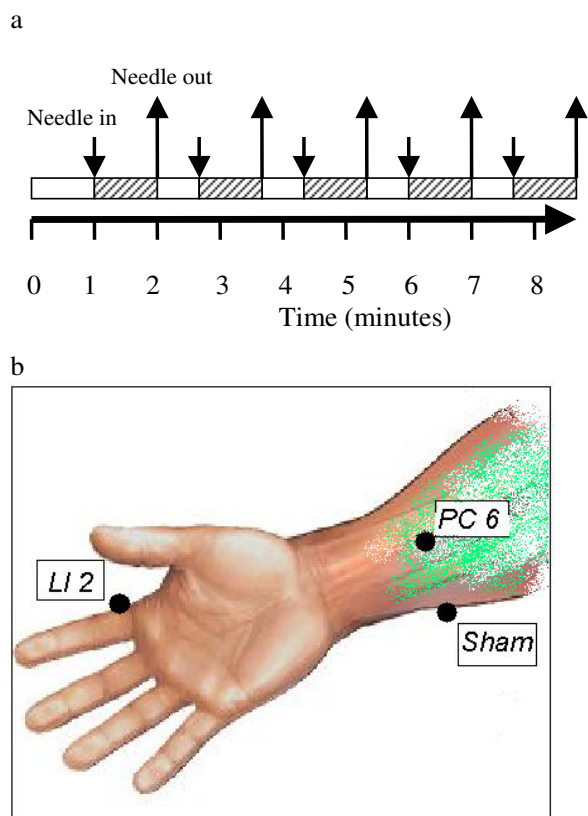 a
Needle out
Needle in
0 1 2 3 4 5 6 7 8
Time (minutes)
b
PC 6
LI 2
Sham